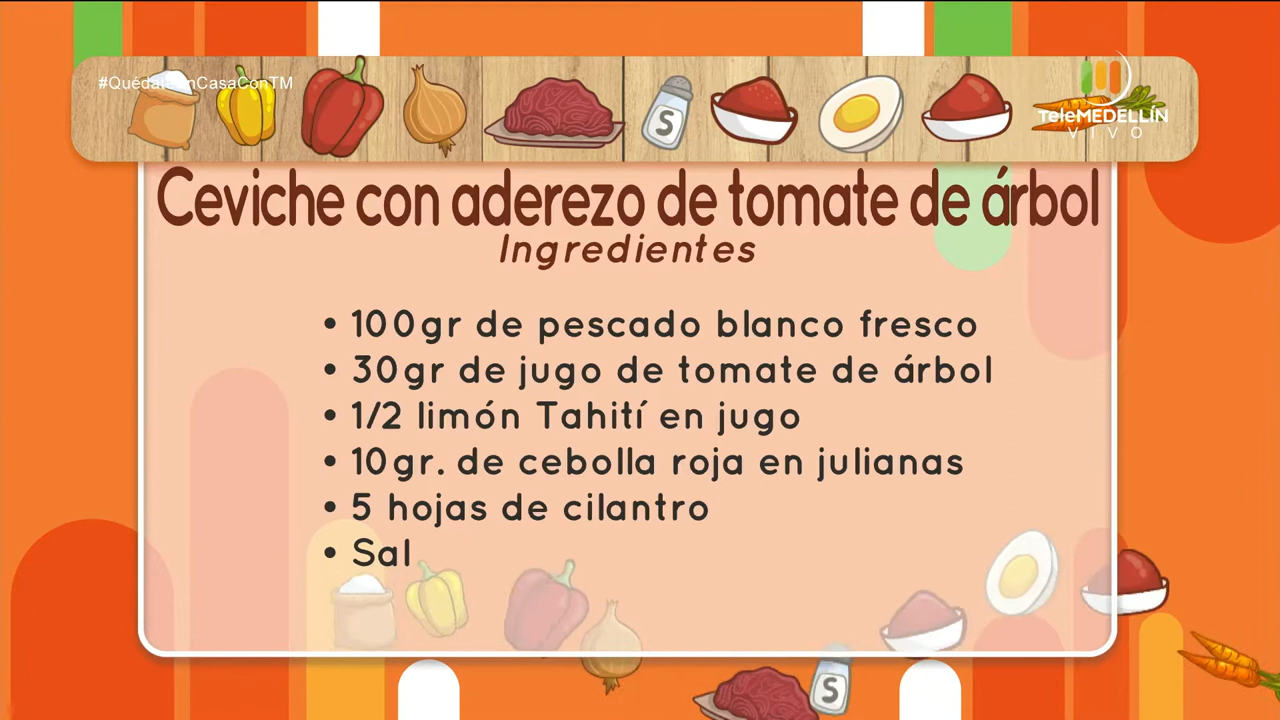 #QuédateEnCasaConTM
TeleMEDELLÍN
VIVO
S
Ceviche con aderezo de tomate de árbol
Ingredientes
• 100gr de pescado blanco fresco
• 30gr de jugo de tomate de árbol
• 1/2 limón Tahití en jugo
• 10gr. de cebolla roja en julianas
• 5 hojas de cilantro
• Sal
S